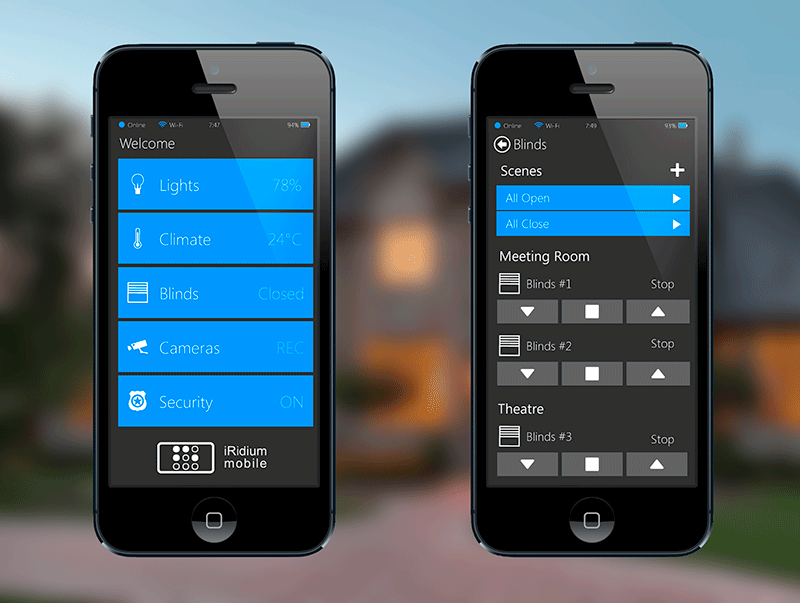 Online Wi-Fi 7:47 94%
Welcome
Lights 78%
Climate 24°C
Blinds Closed
Cameras REC
Security ON
iRidium
mobile
Online Wi-Fi 7:49 93%
Blinds
Scenes +
All Open
All Close
Meeting Room
Blinds #1 Stop
Blinds #2 Stop
Theatre
Blinds #3 Stop